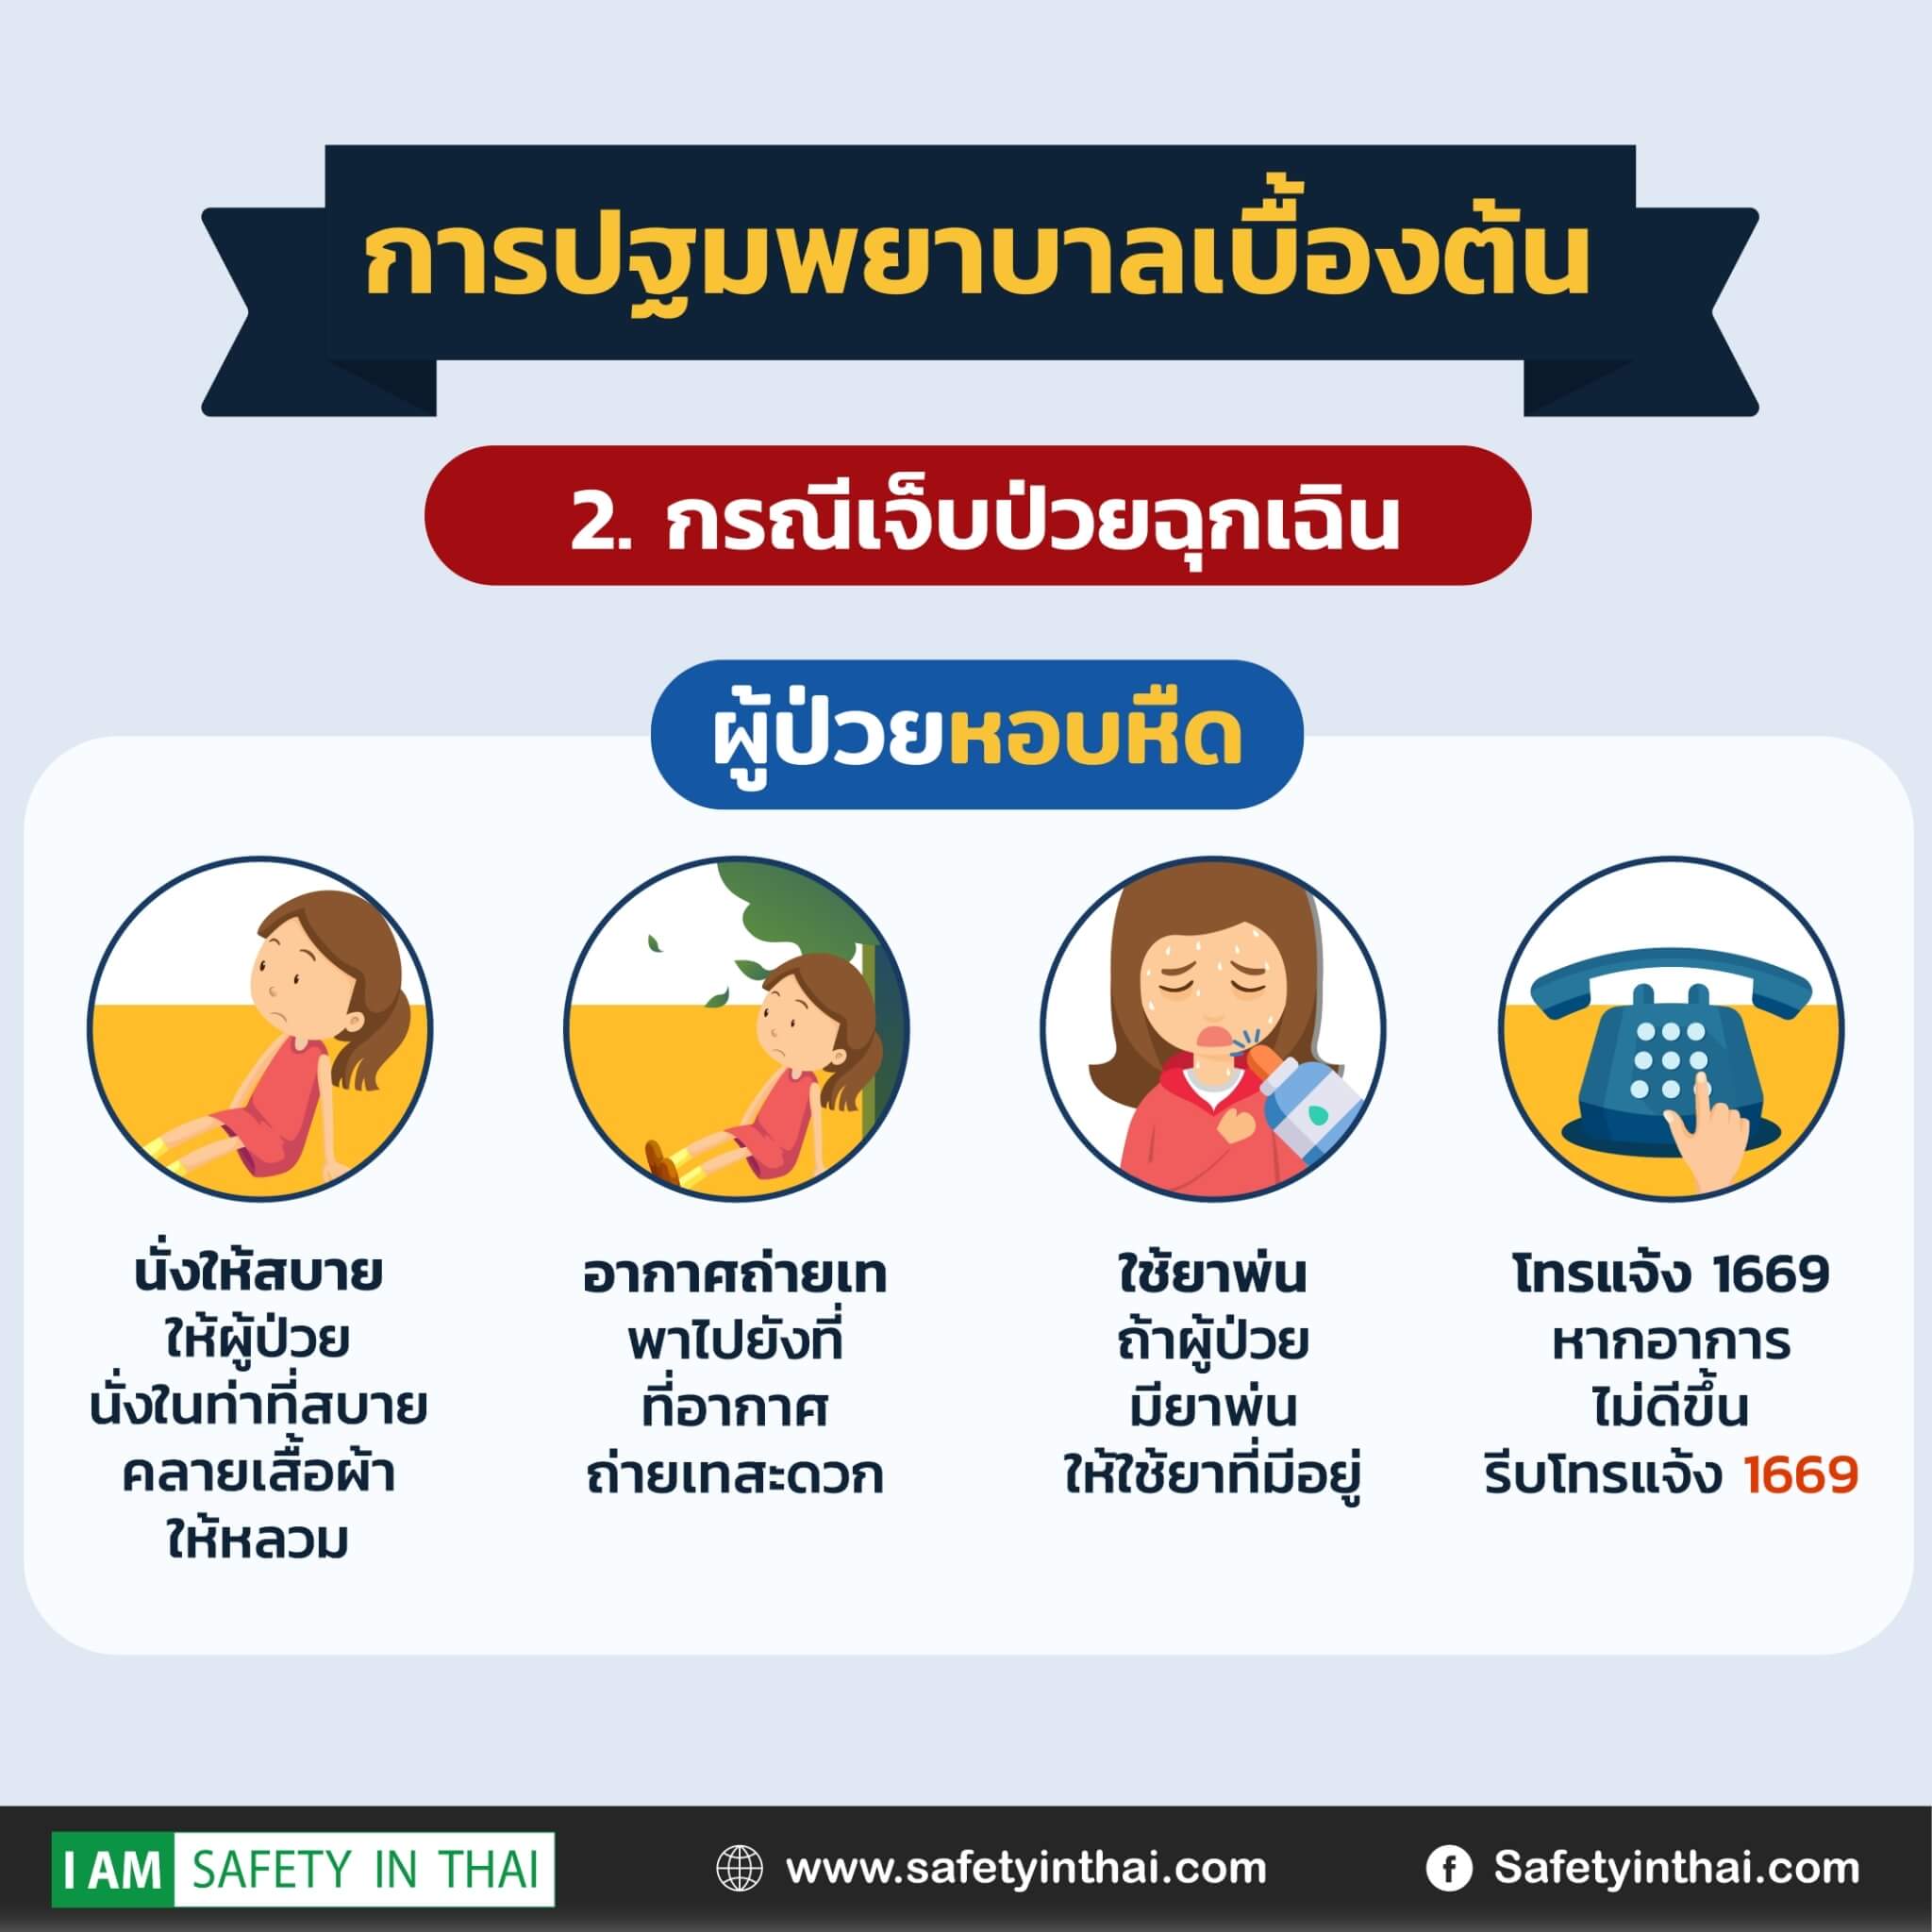 การปฐมพยาบาลเบื้องต้น
2. กรณีเจ็บป่วยฉุกเฉิน
ผู้ป่วยหอบหืด
นั่งให้สบาย
ให้ผู้ป่วย
นั่งในท่าที่สบาย
คลายเสื้อผ้า
ให้หลวม
อากาศถ่ายเท
พาไปยังที่
ที่อากาศ
ถ่ายเทสะดวก
ใช้ยาพ่น
ถ้าผู้ป่วย
มียาพ่น
ให้ใช้ยาที่มีอยู่
โทรแจ้ง 1669
หากอาการ
ไม่ดีขึ้น
รีบโทรแจ้ง 1669
I AM SAFETY IN THAI
www.safetyinthai.com
Safetyinthai.com